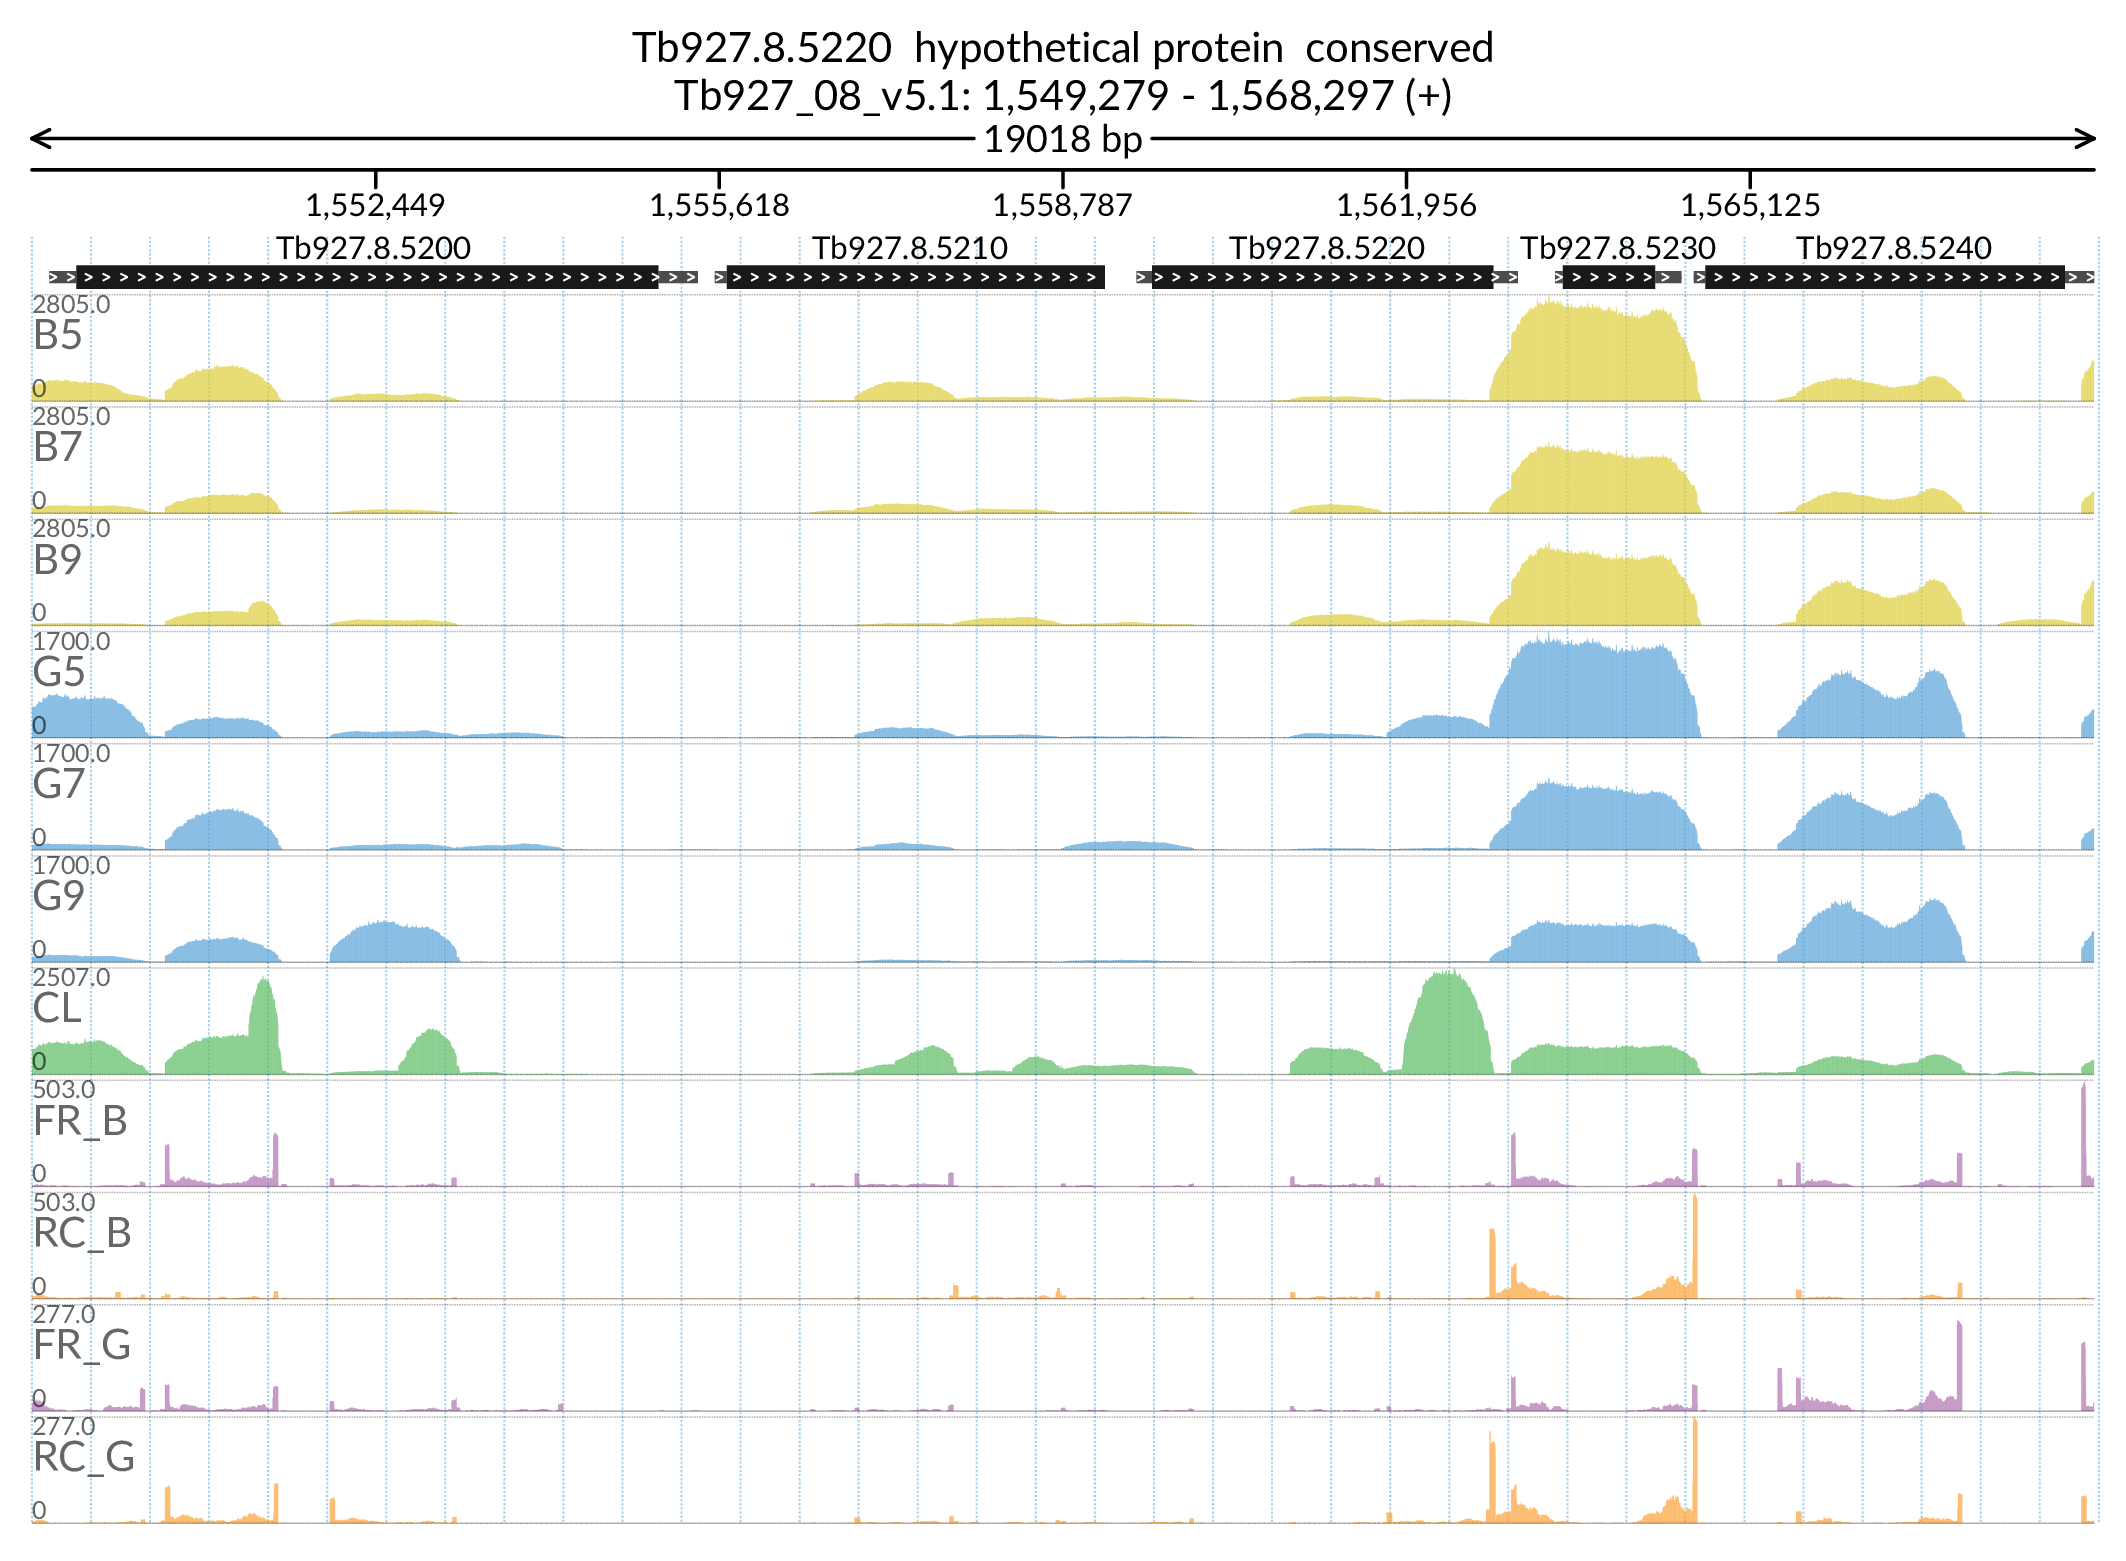 Tb927.8.5220  hypothetical protein  conserved
Tb927_08_v5.1: 1,549,279 - 1,568,297 (+)
19018 bp
1,552,449 1,555,618 1,558,787 1,561,956 1,565,125
Tb927.8.5200 Tb927.8.5210 Tb927.8.5220 Tb927.8.5230 Tb927.8.5240
2805.0
B5
0
2805.0
B7
0
2805.0
B9
0
1700.0
G5
0
1700.0
G7
0
1700.0
G9
0
2507.0
CL
0
503.0
FR_B
0
503.0
RC_B
0
277.0
FR_G
0
277.0
RC_G
0